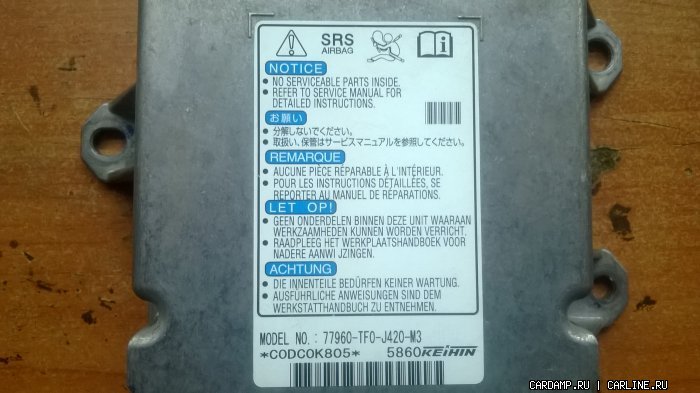 SRS
AIRBAG
NOTICE
• NO SERVICEABLE PARTS INSIDE.
• REFER TO SERVICE MANUAL FOR
DETAILED INSTRUCTIONS.
お願い
• 分解しないでください。
• 取扱い、保管はサービスマニュアルを参照してください。
REMARQUE
• AUCUNE PIÈCE RÉPARABLE À L'INTÉRIEUR.
• POUR LES INSTRUCTIONS DÉTAILLÉES, SE
REPORTER AU MANUEL DE RÉPARATIONS.
LET OP!
• GEEN ONDERDELEN BINNEN DEZE UNIT WAARAAN
WERKZAAMHEDEN KUNNEN WORDEN VERRICHT.
• RAADPLEEG HET WERKPLAATSHANDBOEK VOOR
NADERE AANWIJZINGEN.
ACHTUNG
• DIE INNENTEILE BEDÜRFEN KEINER WARTUNG.
• AUSFÜHRLICHE ANWEISUNGEN SIND DEM
WERKSTATTHANDBUCH ZU ENTNEHMEN.
MODEL NO. : 77960-TF0-J420-M3
*CODCOK805* 5860 KEIHIN
CARDAMP.RU | CARLINE.RU